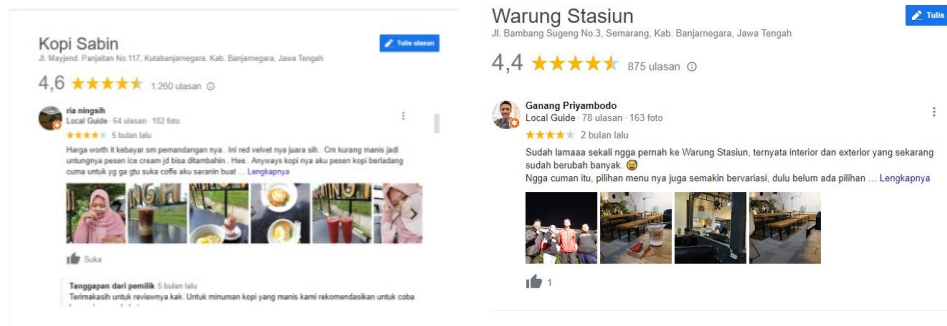 Kopi Sabin
Tulis ulasan
Jl. Mayjend. Panjaitan No.117, Kutabanjarnegara, Kab. Banjarnegara, Jawa Tengah
4,6 1.260 ulasan
ria ningsih
Local Guide · 64 ulasan · 102 foto
5 bulan lalu
Harga worth it kebayar sm pemandangan nya.. Ini red velvet nya juara sih.. Cm kurang manis jadi
untungnya pesen ice cream jd bisa ditambahin.. Hee.. Anyways kopi nya aku pesen kopi berladang
cuma untuk yg ga gtu suka coffe aku saranin buat ... Lengkapnya
Suka
Tanggapan dari pemilik 5 bulan lalu
Terimakasih untuk reviewnya kak. Untuk minuman kopi yang manis kami rekomendasikan untuk coba
Warung Stasiun
Tulis
Jl. Bambang Sugeng No.3, Semarang, Kab. Banjarnegara, Jawa Tengah
4,4 875 ulasan
Ganang Priyambodo
Local Guide · 78 ulasan · 163 foto
2 bulan lalu
Sudah lamaaa sekali ngga pernah ke Warung Stasiun, ternyata interior dan exterior yang sekarang
sudah berubah banyak. 😅
Ngga cuman itu, pilihan menu nya juga semakin bervariasi, dulu belum ada pilihan ... Lengkapnya
1